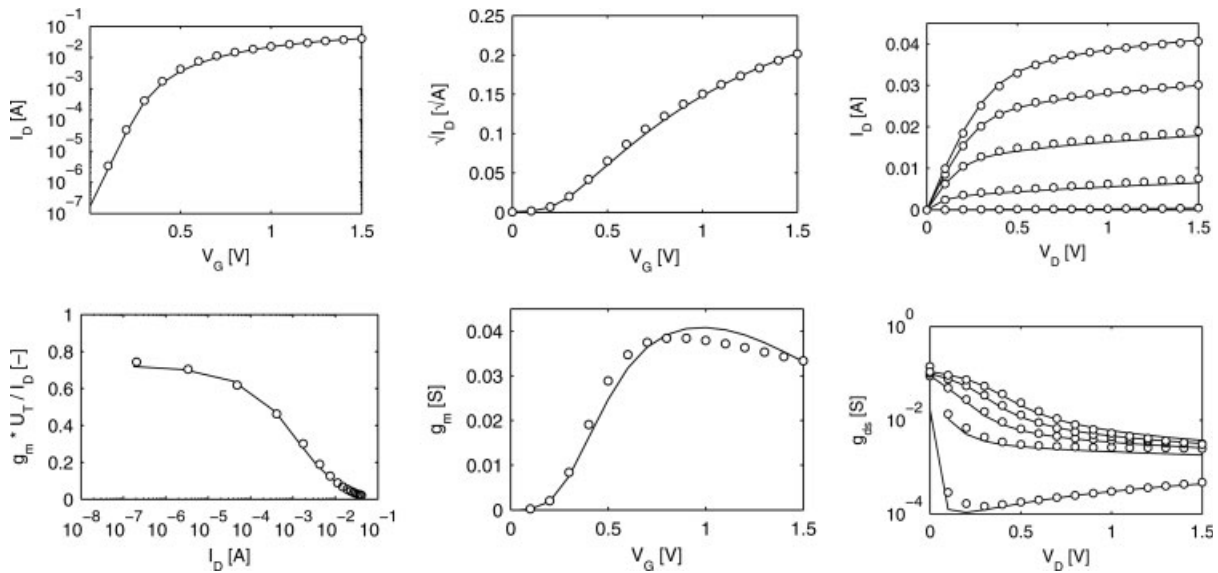 10⁻¹
10⁻²
10⁻³
10⁻⁴
10⁻⁵
10⁻⁶
10⁻⁷
I_D [A]
0.5 1 1.5
V_G [V]
0.25
0.2
0.15
0.1
0.05
0
√I_D [√A]
0 0.5 1 1.5
V_G [V]
0.04
0.03
0.02
0.01
0
I_D [A]
0 0.5 1 1.5
V_D [V]
1
0.8
0.6
0.4
0.2
0
g_m * U_T / I_D [–]
10⁻⁸ 10⁻⁷ 10⁻⁶ 10⁻⁵ 10⁻⁴ 10⁻³ 10⁻² 10⁻¹
I_D [A]
0.04
0.03
0.02
0.01
0
g_m [S]
0 0.5 1 1.5
V_G [V]
10⁰
10⁻²
10⁻⁴
g_ds [S]
0 0.5 1 1.5
V_D [V]